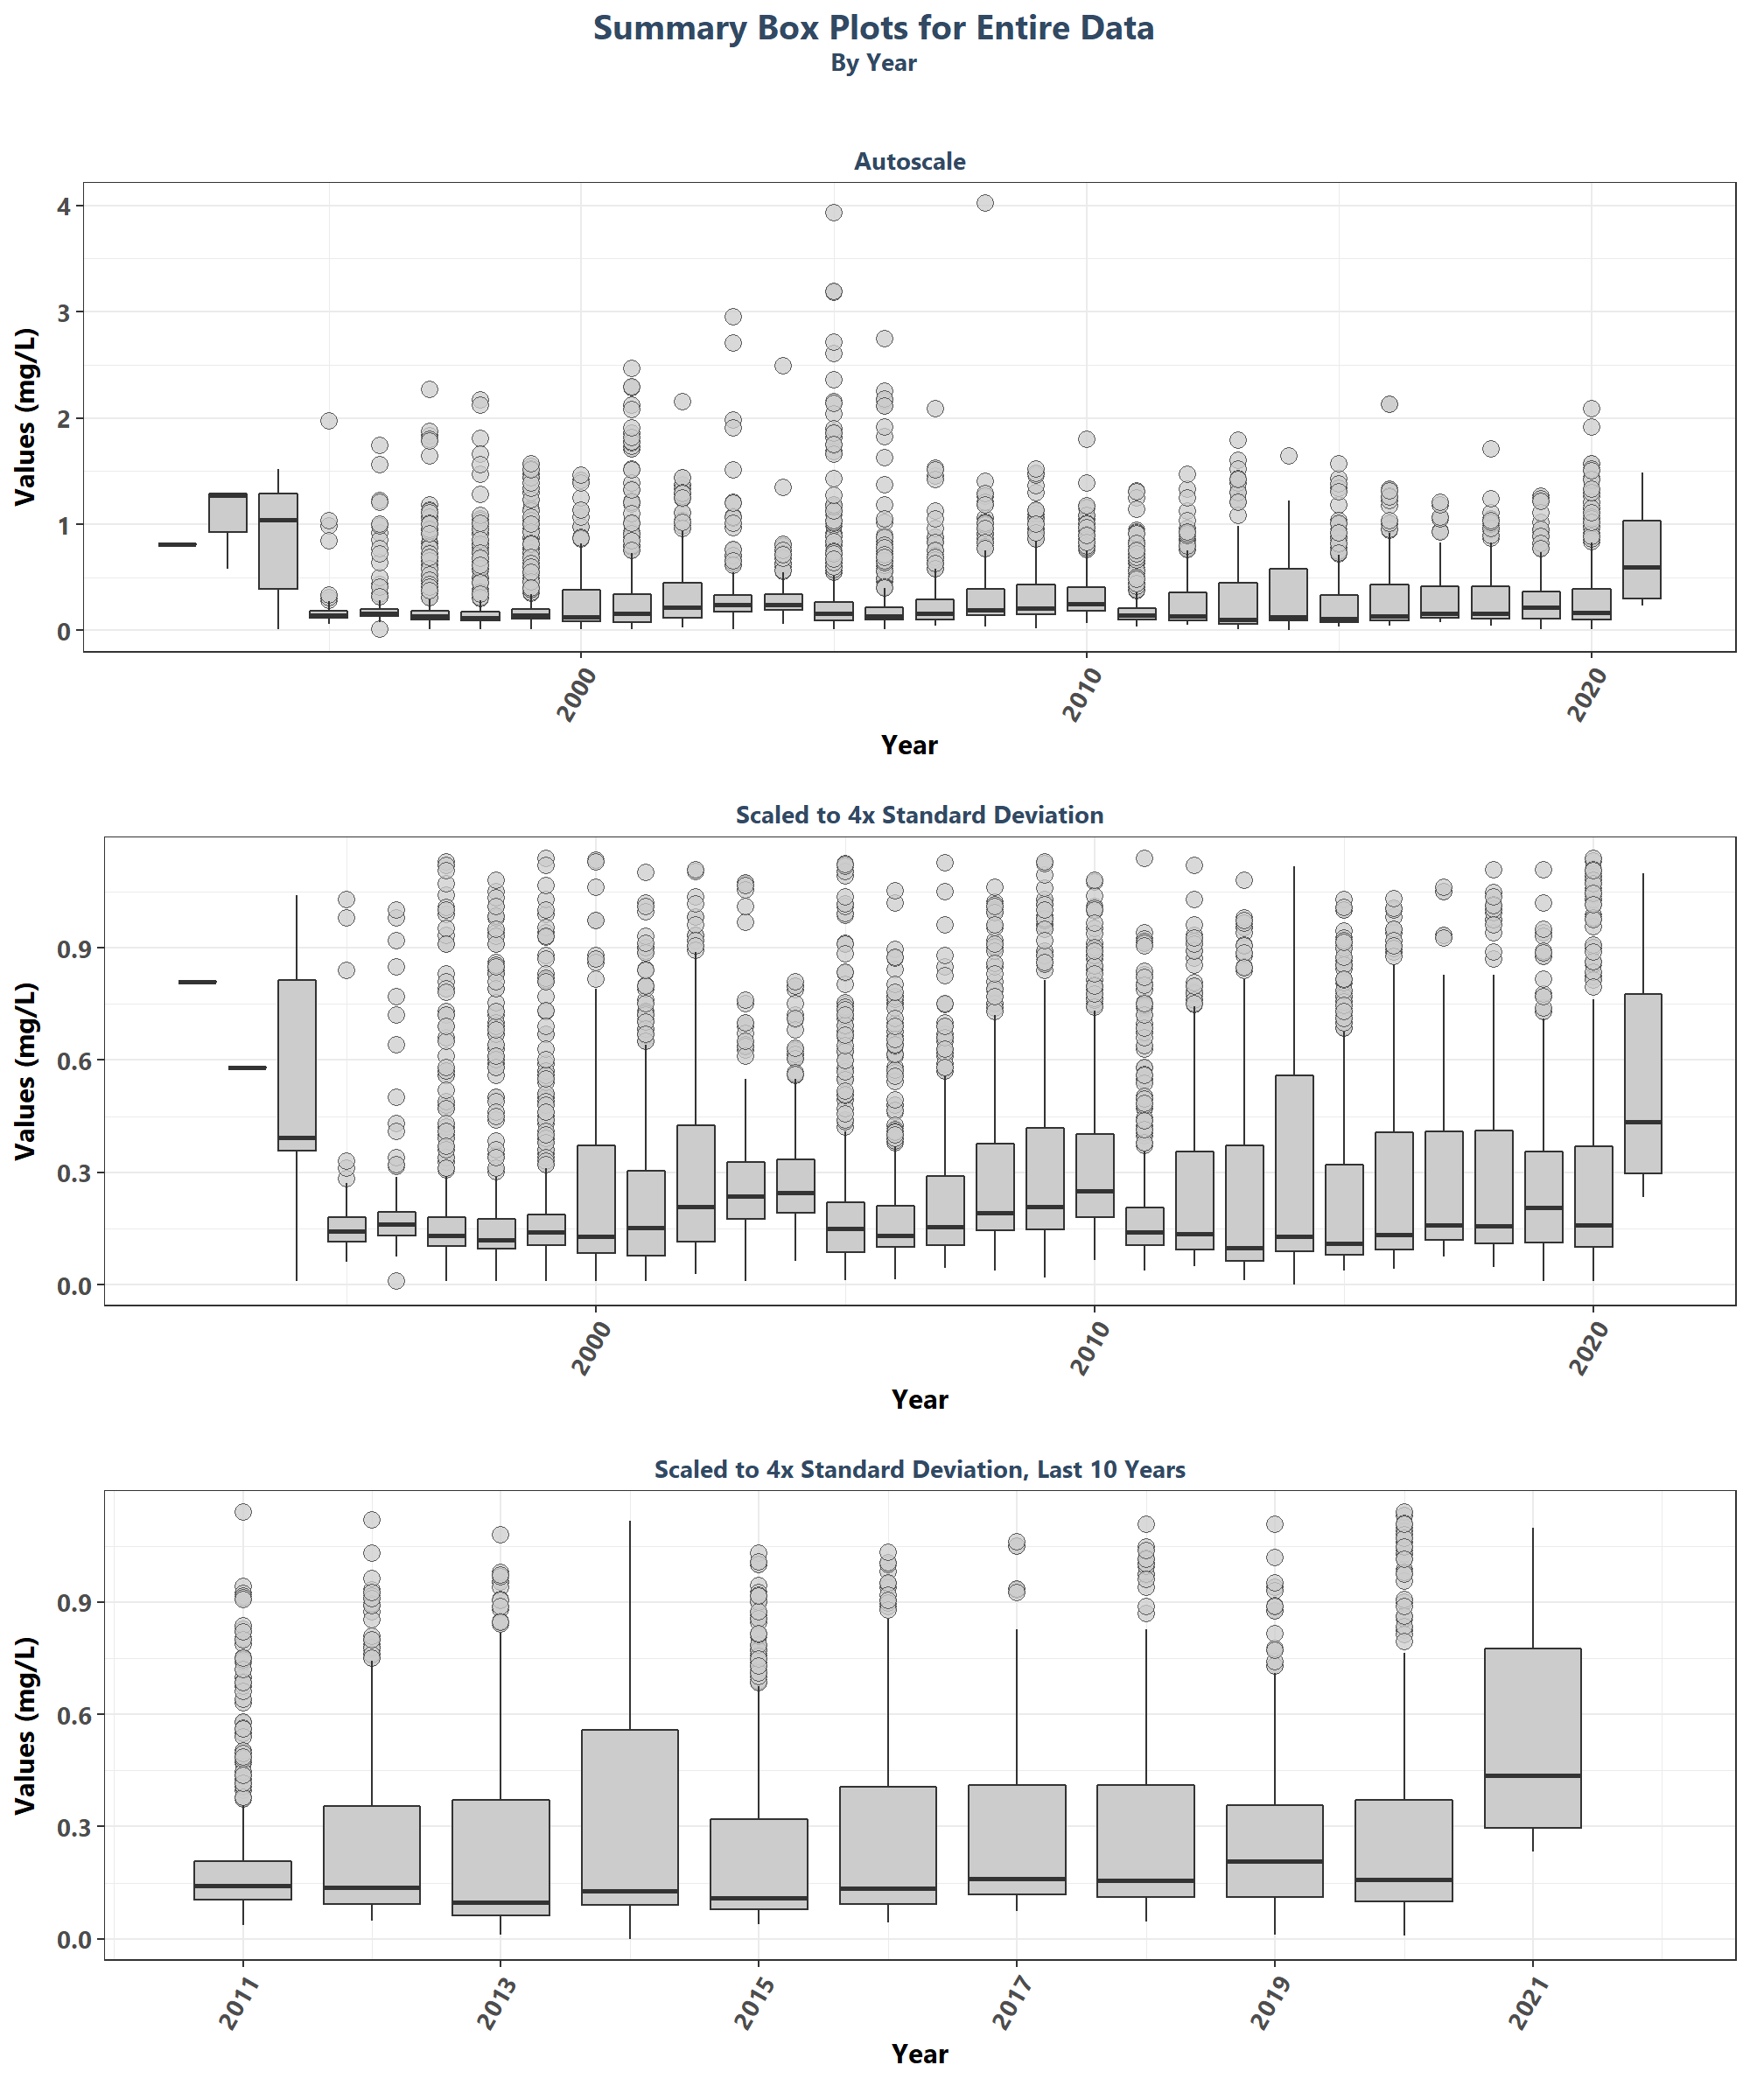 Summary Box Plots for Entire Data
By Year
Autoscale
Values (mg/L)
4
3
2
1
0
2000
2010
2020
Year
Scaled to 4x Standard Deviation
Values (mg/L)
0.9
0.6
0.3
0.0
2000
2010
2020
Year
Scaled to 4x Standard Deviation, Last 10 Years
Values (mg/L)
0.9
0.6
0.3
0.0
2011
2013
2015
2017
2019
2021
Year